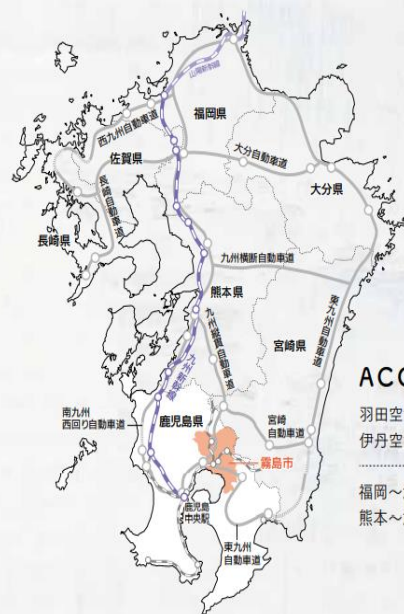 山陽新幹線
福岡県
西九州自動車道
佐賀県
大分自動車道
大分県
長崎自動車道
長崎県
九州横断自動車道
熊本県
東九州自動車道
九州縦貫自動車道
宮崎県
九州新幹線
南九州
西回り自動車道
鹿児島県
宮崎
自動車道
霧島市
鹿児島
中央駅
東九州
自動車道
ACC
羽田空
伊丹空
福岡～
熊本～